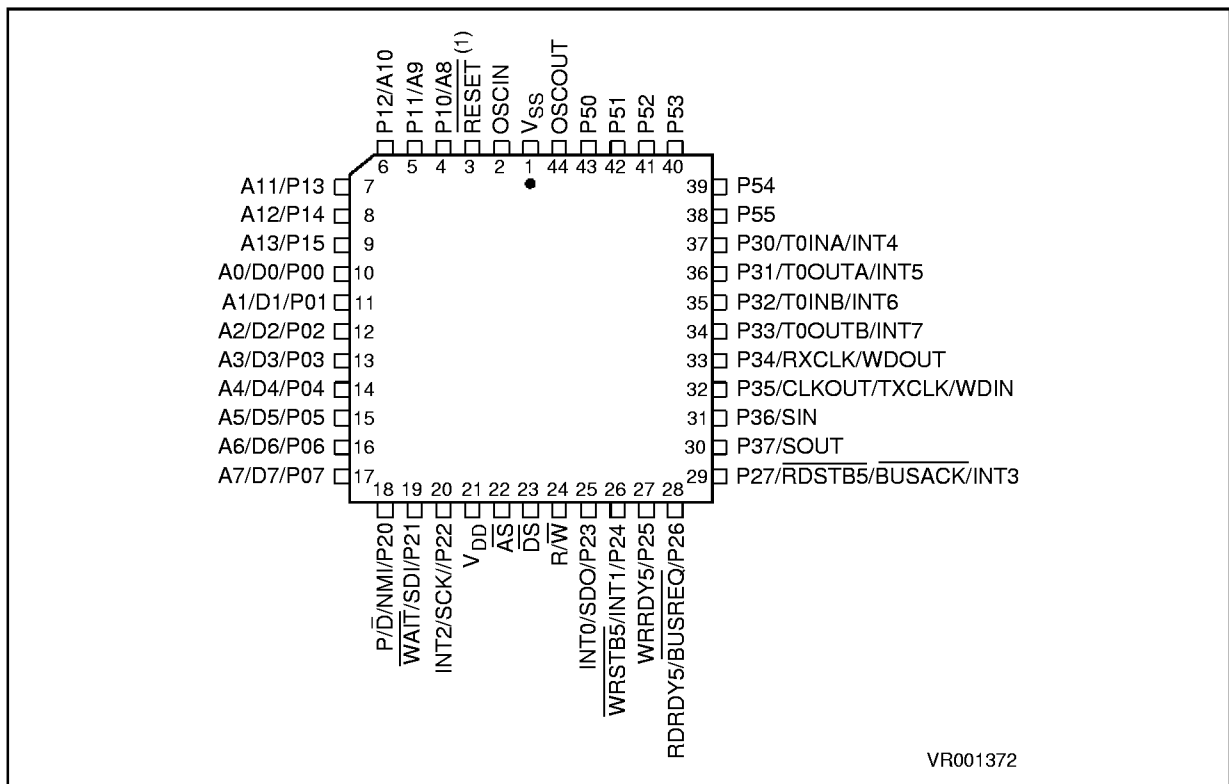 P12/A10
P11/A9
P10/A8
RESET (1)
OSCIN
VSS
OSCOUT
P50
P51
P52
P53
6 5 4 3 2 1 44 43 42 41 40
A11/P13 7
A12/P14 8
A13/P15 9
A0/D0/P00 10
A1/D1/P01 11
A2/D2/P02 12
A3/D3/P03 13
A4/D4/P04 14
A5/D5/P05 15
A6/D6/P06 16
A7/D7/P07 17
39 P54
38 P55
37 P30/T0INA/INT4
36 P31/T0OUTA/INT5
35 P32/T0INB/INT6
34 P33/T0OUTB/INT7
33 P34/RXCLK/WDOUT
32 P35/CLKOUT/TXCLK/WDIN
31 P36/SIN
30 P37/SOUT
29 P27/RDSTB5/BUSACK/INT3
18 19 20 21 22 23 24 25 26 27 28
P/D/NMI/P20
WAIT/SDI/P21
INT2/SCK//P22
VDD
AS
DS
R/W
INT0/SDO/P23
WRSTB5/INT1/P24
WRRDY5/P25
RDRDY5/BUSREQ/P26
VR001372